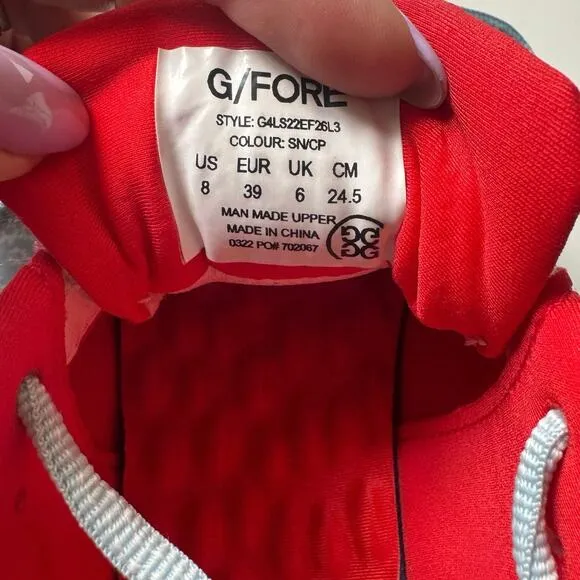 G/FORE
STYLE: G4LS22EF26L3
COLOUR: SN/CP
US EUR UK CM
8 39 6 24.5
MAN MADE UPPER
MADE IN CHINA
0322 PO# 702067
GGGG